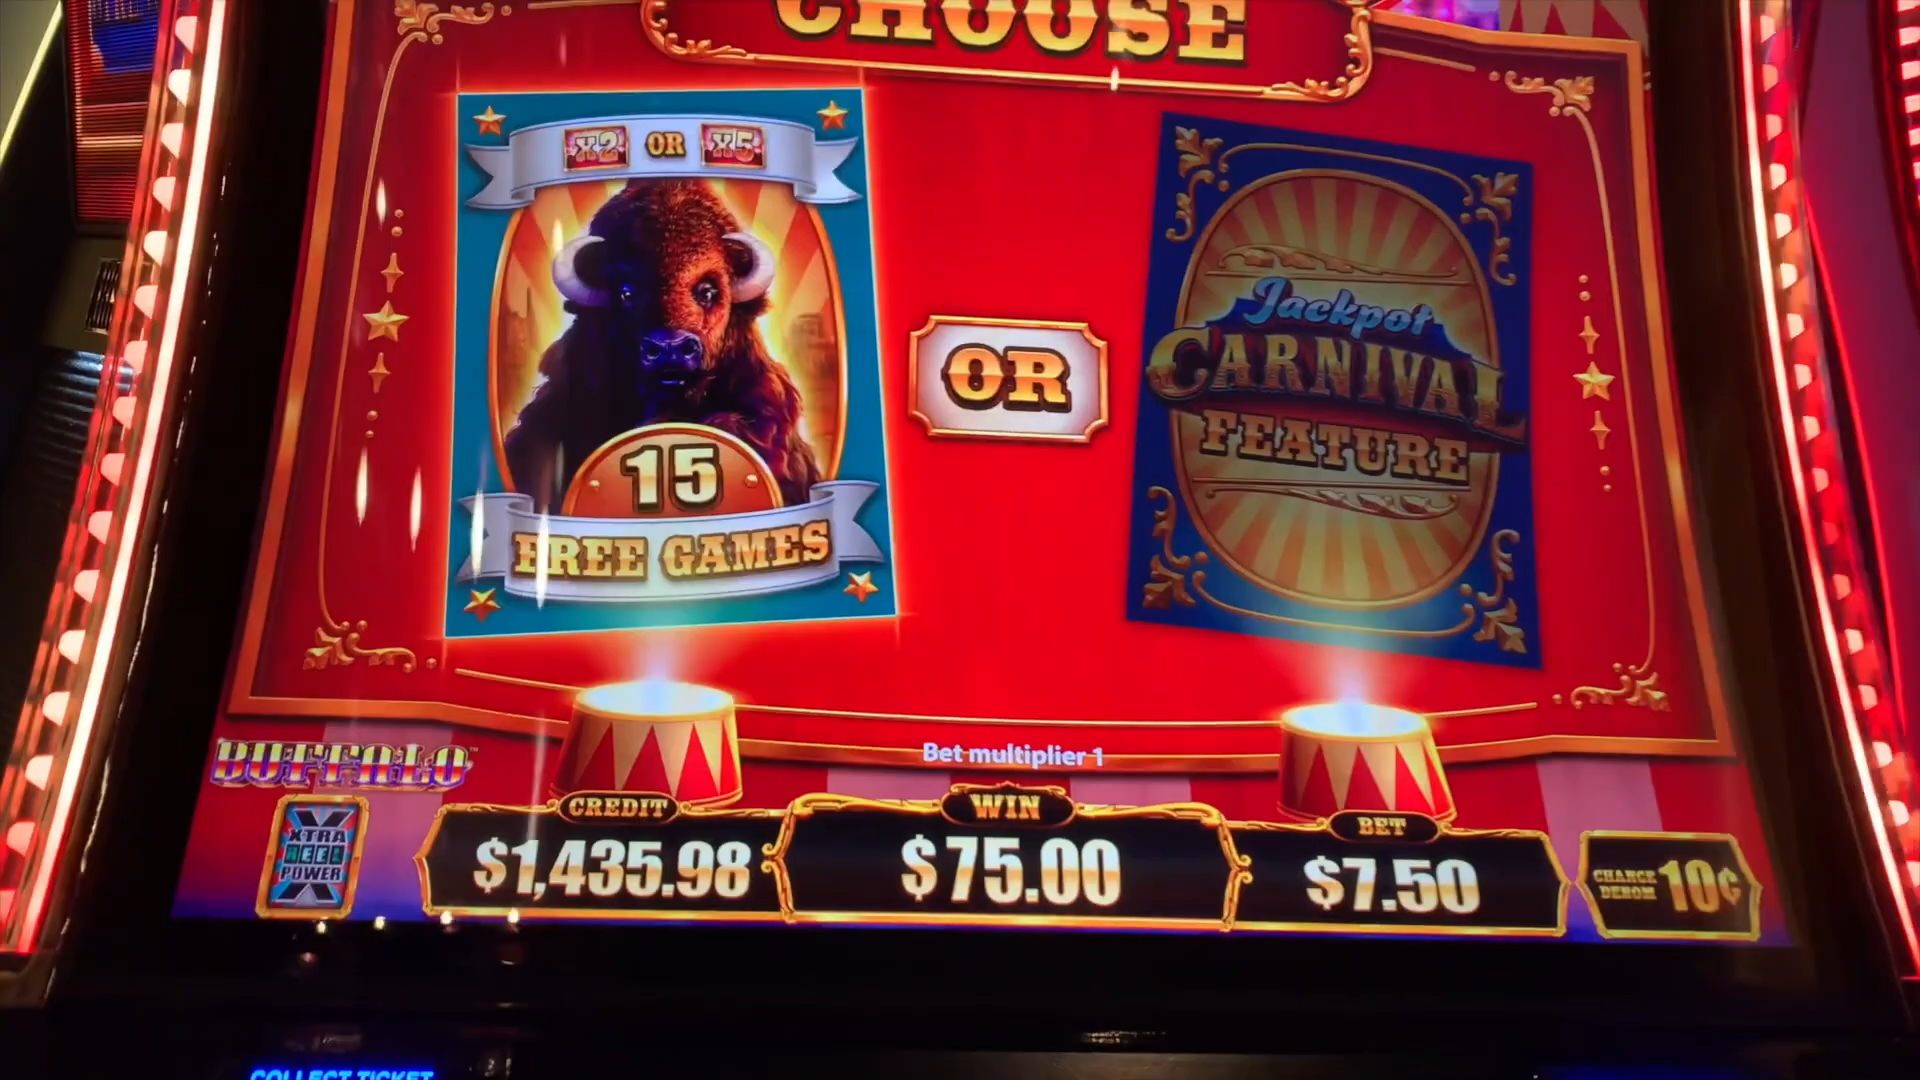 CHOOSE
X2 OR X5
15
FREE GAMES
OR
Jackpot
CARNIVAL
FEATURE
Bet multiplier 1
BUFFALO™
XTRA
REEL
POWER
CREDIT
$1,435.98
WIN
$75.00
BET
$7.50
CHANGE
DENOM
10¢
COLLECT TICKET